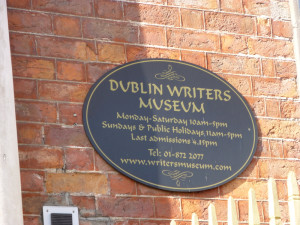 DUBLIN WRITERS
MUSEUM
Monday-Saturday 10am-5pm
Sundays & Public Holidays, 11am-5pm
Last admissions 4.15pm
Tel: 01-872 2077
www.writersmuseum.com